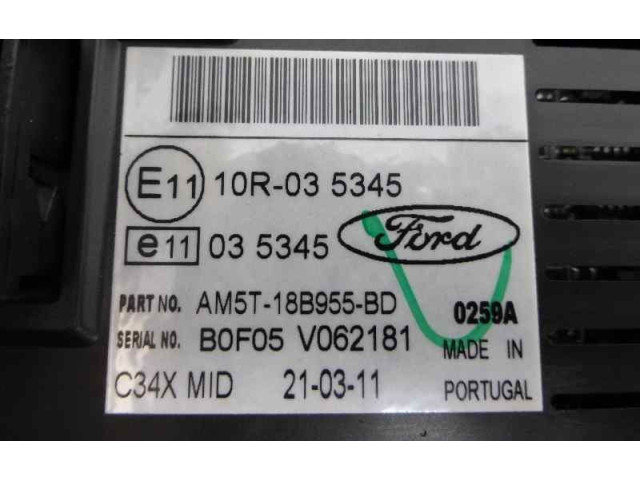 E11 10R-03 5345
e11 03 5345 Ford
PART NO. AM5T-18B955-BD 0259A
SERIAL NO. B0F05 V062181 MADE IN
C34X MID 21-03-11 PORTUGAL